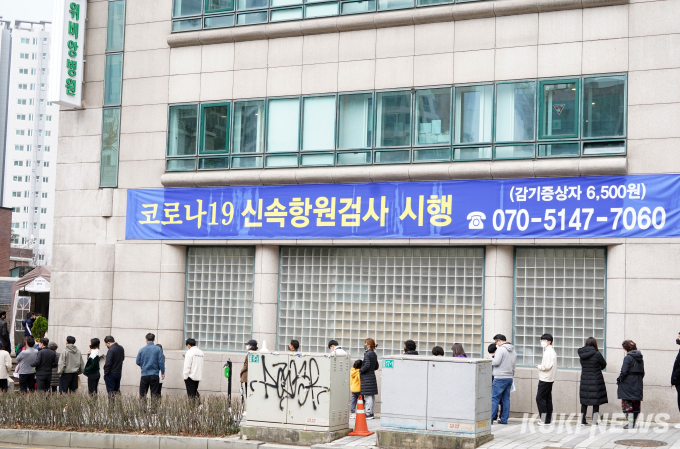 위베양병원
코로나19 신속항원검사 시행
(감기증상자 6,500원)
☎ 070-5147-7060
KUKI NEWS